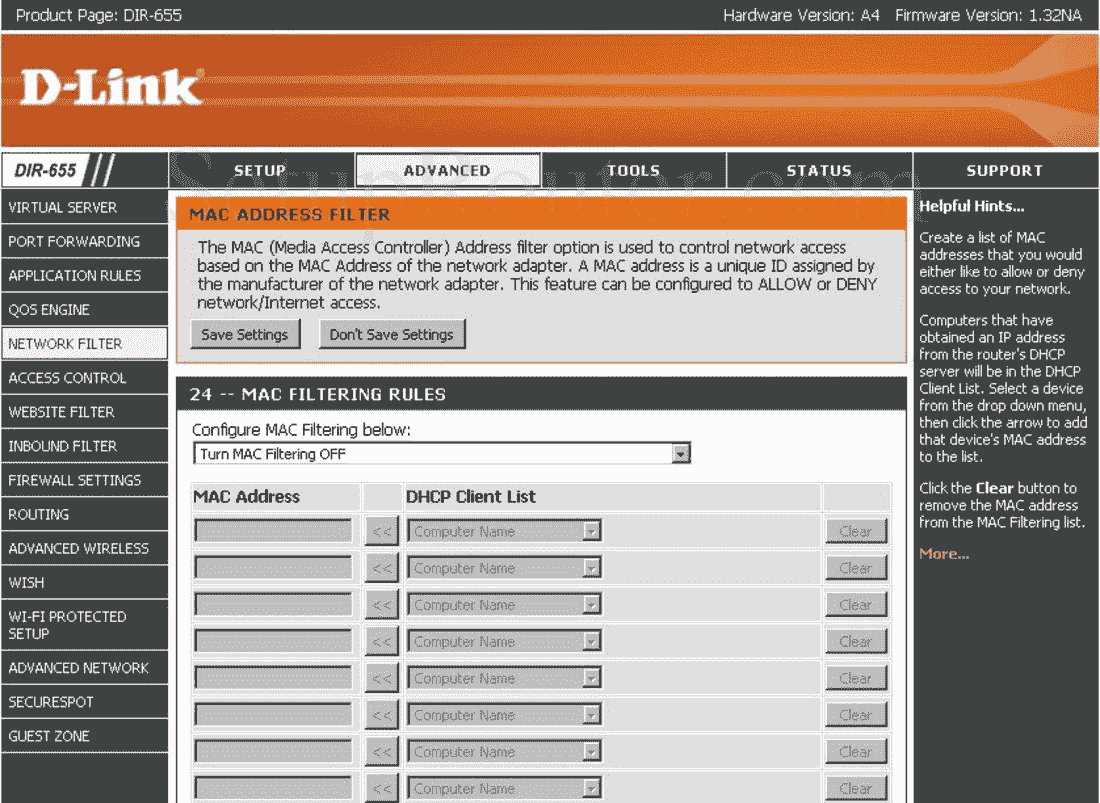 Product Page: DIR-655
Hardware Version: A4 Firmware Version: 1.32NA
D-Link
DIR-655
SETUP
ADVANCED
TOOLS
STATUS
SUPPORT
SetupRouter.com
VIRTUAL SERVER
PORT FORWARDING
APPLICATION RULES
QOS ENGINE
NETWORK FILTER
ACCESS CONTROL
WEBSITE FILTER
INBOUND FILTER
FIREWALL SETTINGS
ROUTING
ADVANCED WIRELESS
WISH
WI-FI PROTECTED
SETUP
ADVANCED NETWORK
SECURESPOT
GUEST ZONE
MAC ADDRESS FILTER
The MAC (Media Access Controller) Address filter option is used to control network access
based on the MAC Address of the network adapter. A MAC address is a unique ID assigned by
the manufacturer of the network adapter. This feature can be configured to ALLOW or DENY
network/Internet access.
Save Settings
Don't Save Settings
24 -- MAC FILTERING RULES
Configure MAC Filtering below:
Turn MAC Filtering OFF
MAC Address DHCP Client List
<< Computer Name Clear
<< Computer Name Clear
<< Computer Name Clear
<< Computer Name Clear
<< Computer Name Clear
<< Computer Name Clear
<< Computer Name Clear
<< Computer Name Clear
Helpful Hints...
Create a list of MAC
addresses that you would
either like to allow or deny
access to your network.
Computers that have
obtained an IP address
from the router's DHCP
server will be in the DHCP
Client List. Select a device
from the drop down menu,
then click the arrow to add
that device's MAC address
to the list.
Click the Clear button to
remove the MAC address
from the MAC Filtering list.
More...